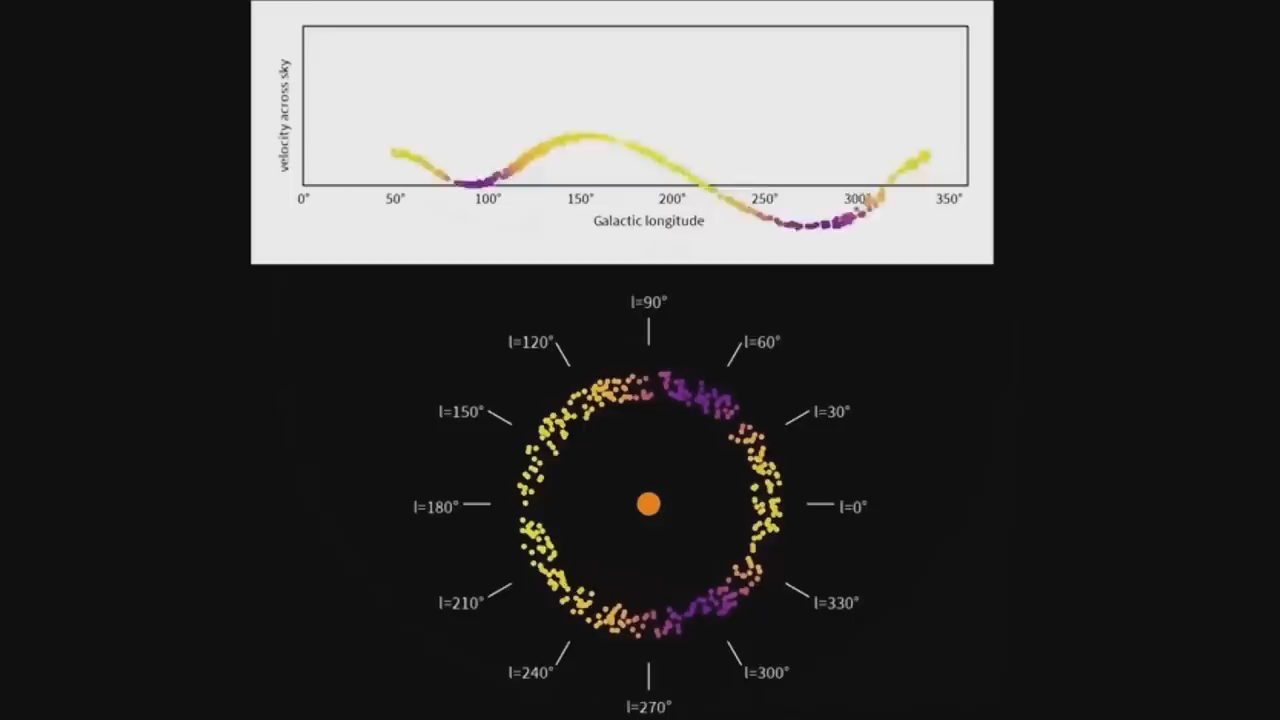 velocity across sky
0° 50° 100° 150° 200° 250° 300° 350°
Galactic longitude
l=90°
l=120° l=60°
l=150° l=30°
l=180° l=0°
l=210° l=330°
l=240° l=300°
l=270°